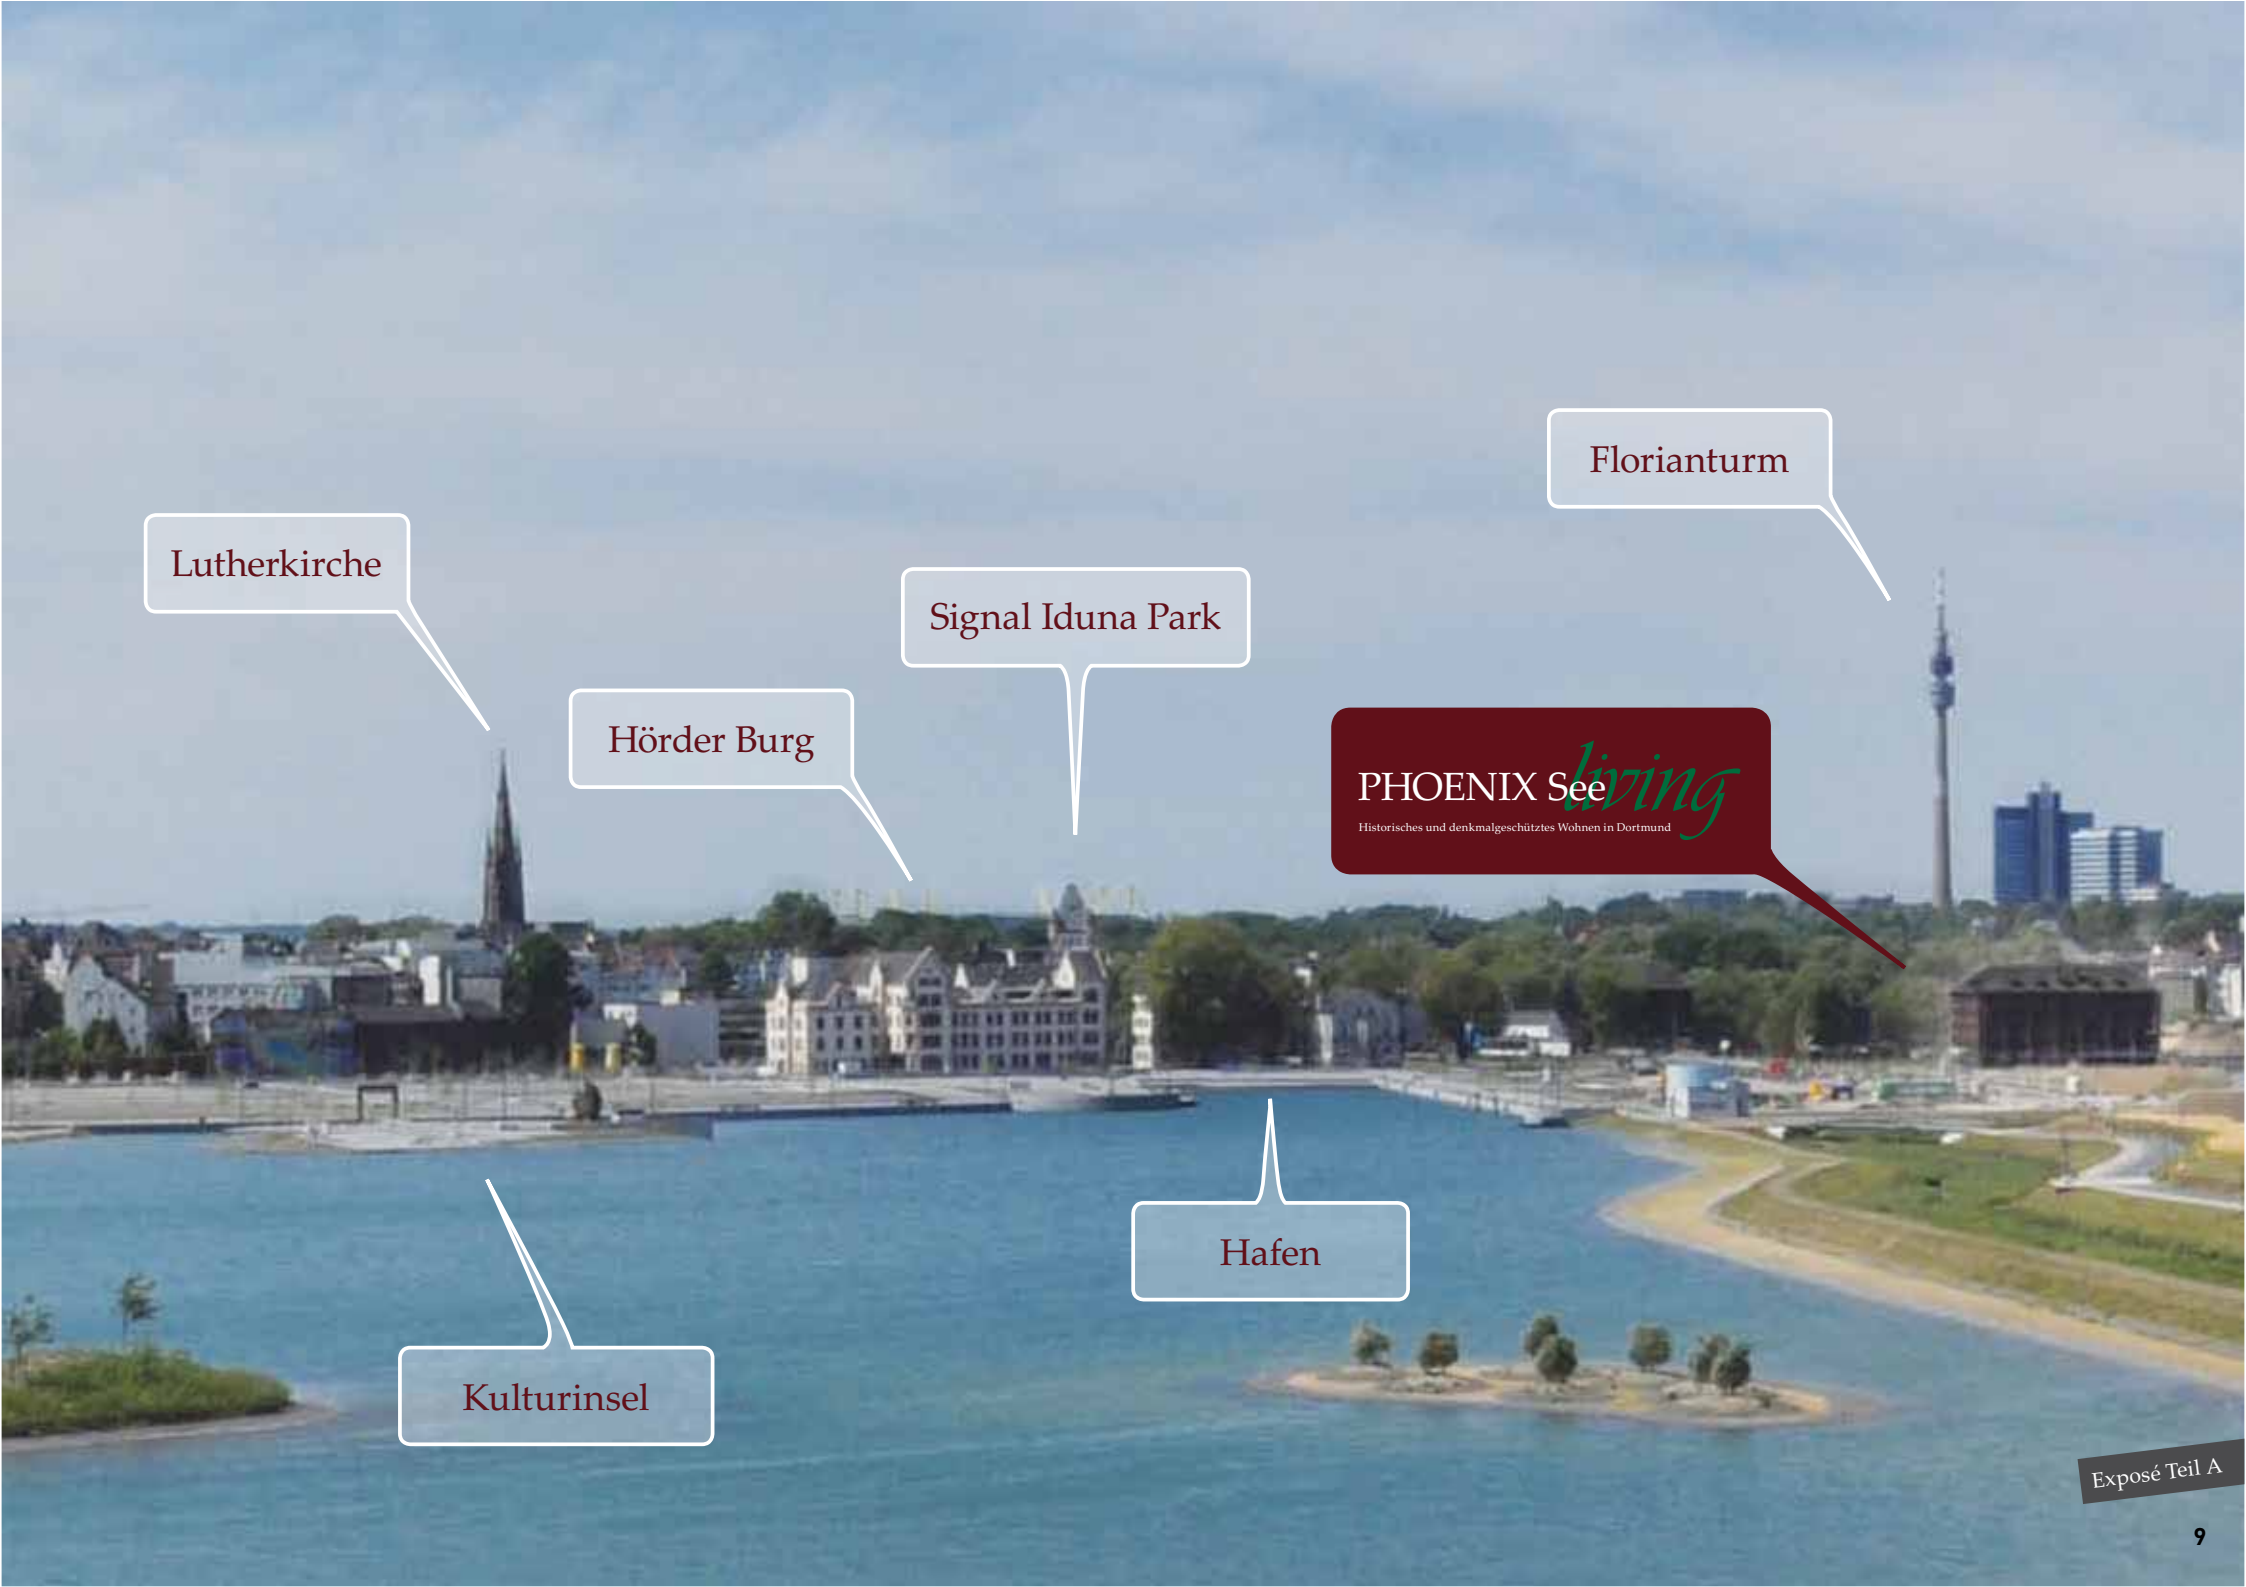 Florianturm
Lutherkirche
Signal Iduna Park
Hörder Burg
PHOENIX See living
Historisches und denkmalgeschütztes Wohnen in Dortmund
Hafen
Kulturinsel
Exposé Teil A
9